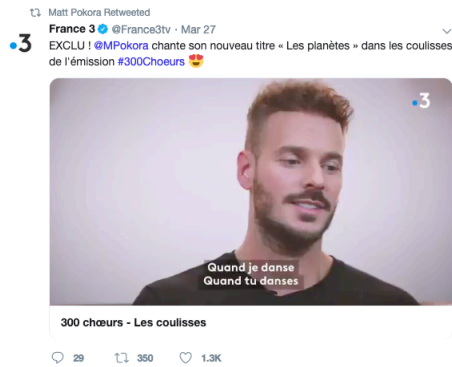 Matt Pokora Retweeted
France 3 @France3tv · Mar 27
3
EXCLU ! @MPokora chante son nouveau titre « Les planètes » dans les coulisses
de l'émission #300Choeurs 😍
3
Quand je danse
Quand tu danses
300 chœurs - Les coulisses
29 350 1.3K